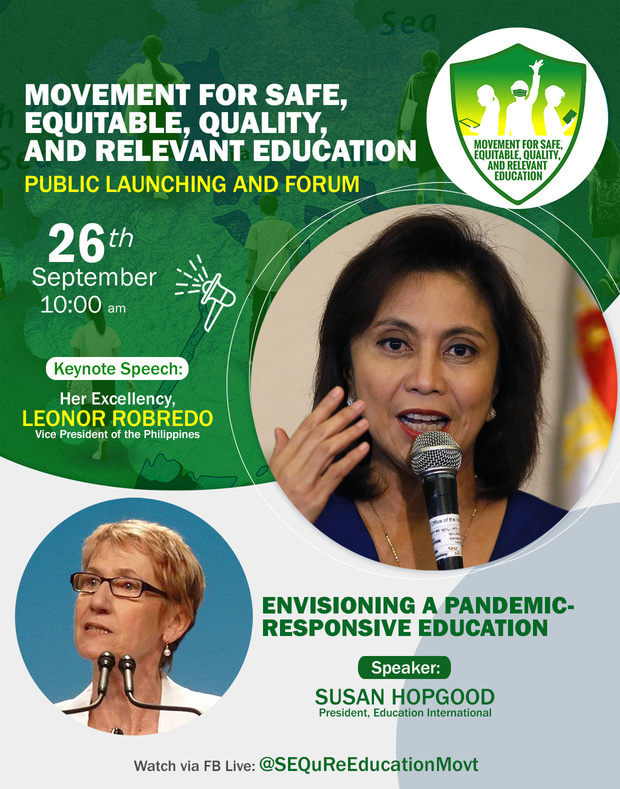 Sea
MOVEMENT FOR SAFE,
EQUITABLE, QUALITY,
AND RELEVANT EDUCATION
PUBLIC LAUNCHING AND FORUM
MOVEMENT FOR SAFE,
EQUITABLE, QUALITY,
AND RELEVANT
EDUCATION
26th
September
10:00 am
Keynote Speech:
Her Excellency,
LEONOR ROBREDO
Vice President of the Philippines
ENVISIONING A PANDEMIC-
RESPONSIVE EDUCATION
Speaker:
SUSAN HOPGOOD
President, Education International
Watch via FB Live: @SEQuReEducationMovt